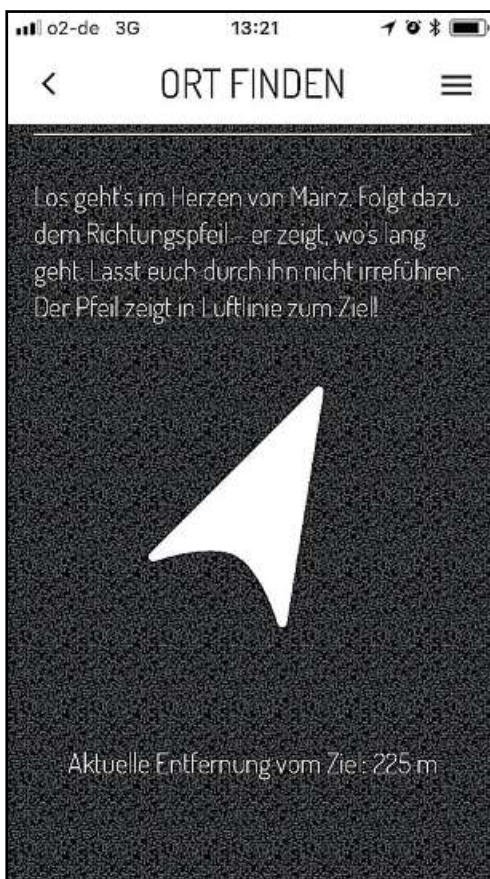 o2-de 3G 13:21
ORT FINDEN
Los geht's im Herzen von Mainz. Folgt dazu
dem Richtungspfeil – er zeigt, wo's lang
geht. Lasst euch durch ihn nicht irreführen.
Der Pfeil zeigt in Luftlinie zum Ziel!
Aktuelle Entfernung vom Ziel: 225 m